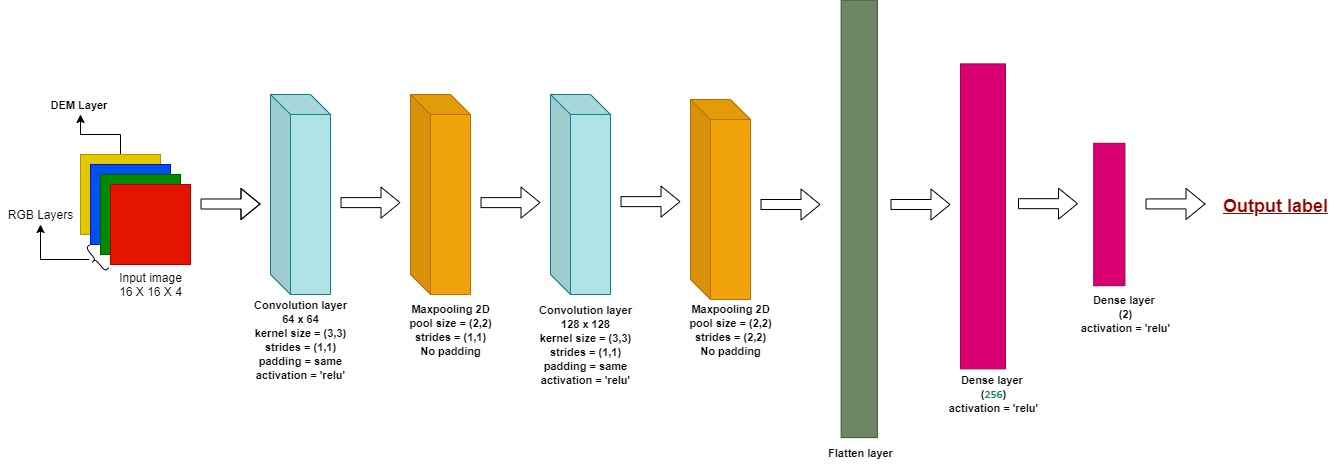 DEM Layer
RGB Layers
Input image
16 X 16 X 4
Convolution layer
64 x 64
kernel size = (3,3)
strides = (1,1)
padding = same
activation = 'relu'
Maxpooling 2D
pool size = (2,2)
strides = (1,1)
No padding
Convolution layer
128 x 128
kernel size = (3,3)
strides = (1,1)
padding = same
activation = 'relu'
Maxpooling 2D
pool size = (2,2)
strides = (2,2)
No padding
Flatten layer
Dense layer
(256)
activation = 'relu'
Dense layer
(2)
activation = 'relu'
Output label